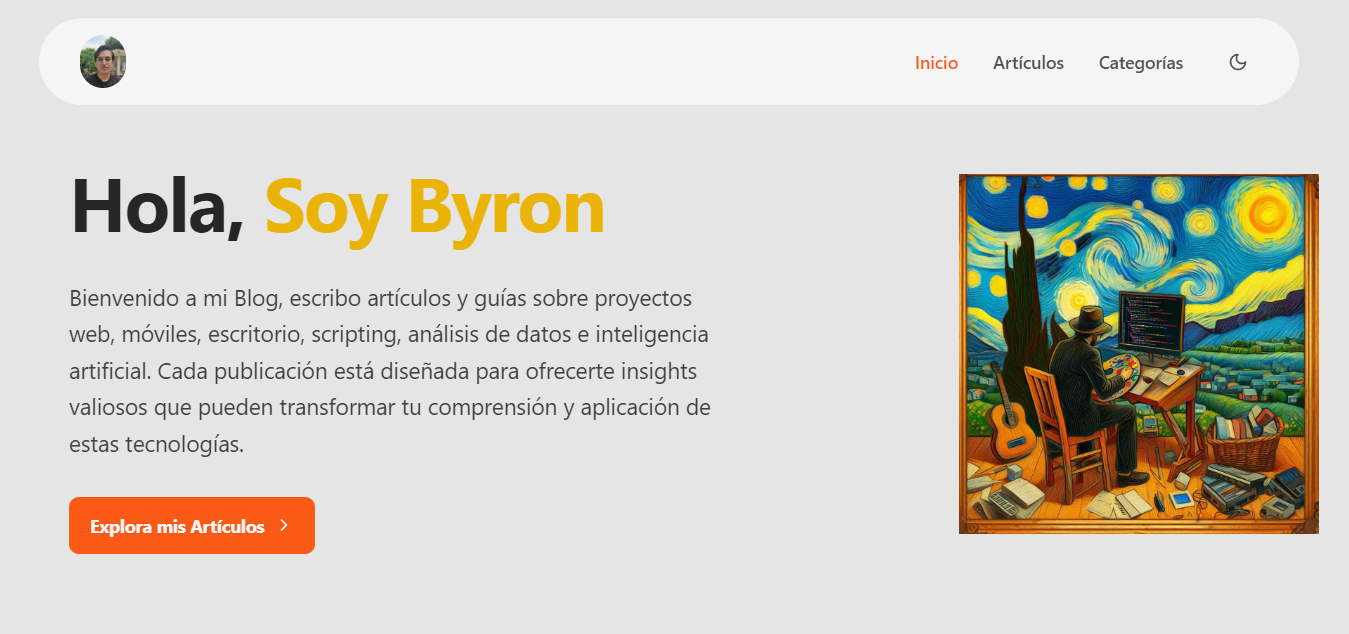 Inicio Artículos Categorías
Hola, Soy Byron
Bienvenido a mi Blog, escribo artículos y guías sobre proyectos
web, móviles, escritorio, scripting, análisis de datos e inteligencia
artificial. Cada publicación está diseñada para ofrecerte insights
valiosos que pueden transformar tu comprensión y aplicación de
estas tecnologías.
Explora mis Artículos